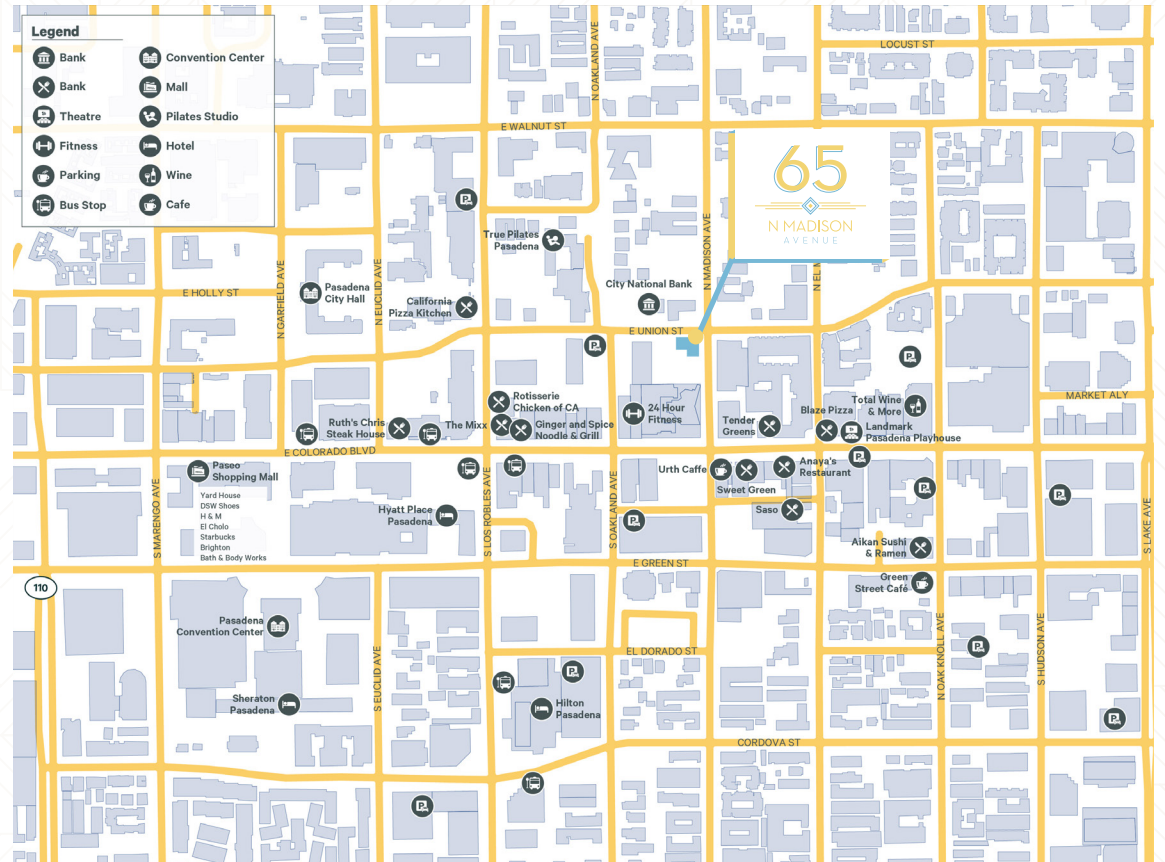 Legend
Bank
Convention Center
Bank
Mall
Theatre
Pilates Studio
Fitness
Hotel
Parking
Wine
Bus Stop
Cafe
LOCUST ST
N OAKLAND AVE
E WALNUT ST
65
N MADISON
AVENUE
N MADISON AVE
True Pilates
Pasadena
N GARFIELD AVE
N EUCLID AVE
City National Bank
E HOLLY ST
Pasadena
City Hall
California
Pizza Kitchen
E UNION ST
MARKET ALY
Rotisserie
Chicken of CA
24 Hour
Fitness
Total Wine
& More
Blaze Pizza
Tender
Greens
Ruth's Chris
Steak House
The Mixx
Ginger and Spice
Noodle & Grill
Landmark
Pasadena Playhouse
E COLORADO BLVD
Paseo
Shopping Mall
Urth Caffe
Anaya's
Restaurant
Sweet Green
Yard House
DSW Shoes
H & M
El Cholo
Starbucks
Brighton
Bath & Body Works
S MARENGO AVE
Hyatt Place
Pasadena
S LOS ROBLES AVE
S OAKLAND AVE
Saso
S LAKE AVE
Aikan Sushi
& Ramen
E GREEN ST
Green
Street Café
110
Pasadena
Convention Center
S EUCLID AVE
EL DORADO ST
N OAK KNOLL AVE
S HUDSON AVE
Sheraton
Pasadena
Hilton
Pasadena
CORDOVA ST
P
P
P
P
P
P
P
P
P
P
P